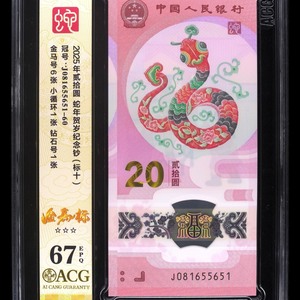 2025年贰拾圆 蛇年贺岁纪念钞（标十）
冠号：J081655651-60
金马号6张 小循环1张 钻石号1张
☆☆☆
67 EPQ
ACG
AI CANG GURRENTY
中国人民银行
20 贰拾圆
J081655651